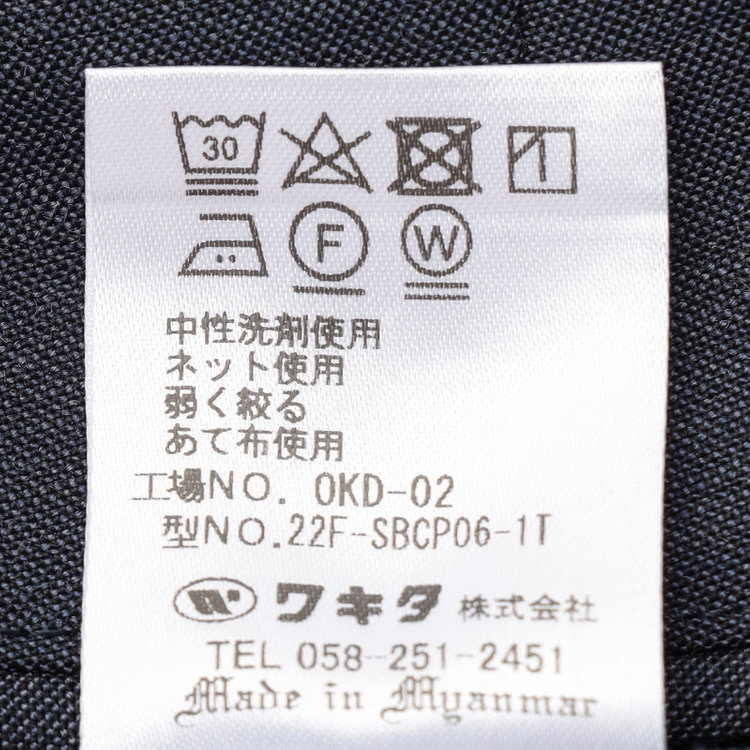 30
F W
中性洗剤使用
ネット使用
弱く絞る
あて布使用
工場NO. OKD-02
型NO.22F-SBCP06-1T
W ワキタ 株式会社
TEL 058-251-2451
Made in Myanmar